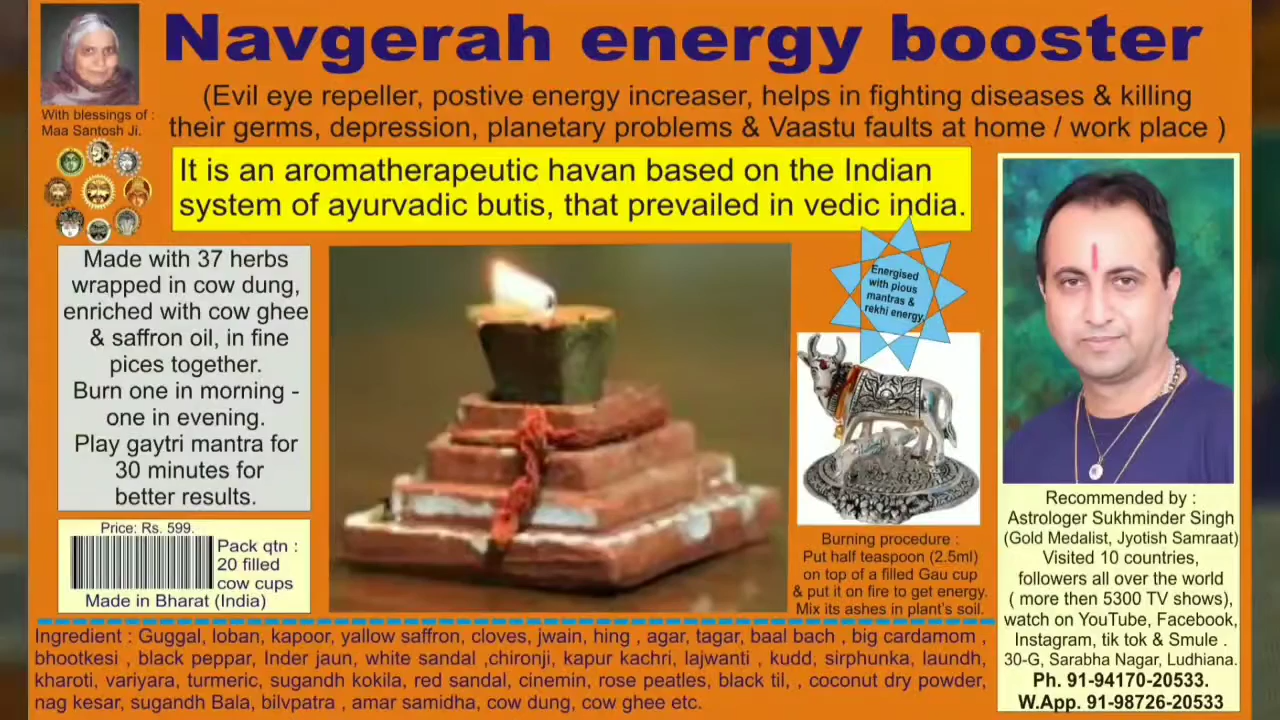 Navgerah energy booster
(Evil eye repeller, postive energy increaser, helps in fighting diseases & killing
their germs, depression, planetary problems & Vaastu faults at home / work place )
With blessings of :
Maa Santosh Ji.
It is an aromatherapeutic havan based on the Indian
system of ayurvadic butis, that prevailed in vedic india.
Made with 37 herbs
wrapped in cow dung,
enriched with cow ghee
& saffron oil, in fine
pices together.
Burn one in morning -
one in evening.
Play gaytri mantra for
30 minutes for
better results.
Price: Rs. 599.
Pack qtn :
20 filled
cow cups
Made in Bharat (India)
Energised
with pious
mantras &
rekhi energy.
Burning procedure :
Put half teaspoon (2.5ml)
on top of a filled Gau cup
& put it on fire to get energy.
Mix its ashes in plant's soil.
Recommended by :
Astrologer Sukhminder Singh
(Gold Medalist, Jyotish Samraat)
Visited 10 countries,
followers all over the world
( more then 5300 TV shows),
watch on YouTube, Facebook,
Instagram, tik tok & Smule .
30-G, Sarabha Nagar, Ludhiana.
Ph. 91-94170-20533.
W.App. 91-98726-20533
Ingredient : Guggal, loban, kapoor, yallow saffron, cloves, jwain, hing , agar, tagar, baal bach , big cardamom ,
bhootkesi , black peppar, Inder jaun, white sandal ,chironji, kapur kachri, lajwanti , kudd, sirphunka, laundh,
kharoti, variyara, turmeric, sugandh kokila, red sandal, cinemin, rose peatles, black til, , coconut dry powder,
nag kesar, sugandh Bala, bilvpatra , amar samidha, cow dung, cow ghee etc.